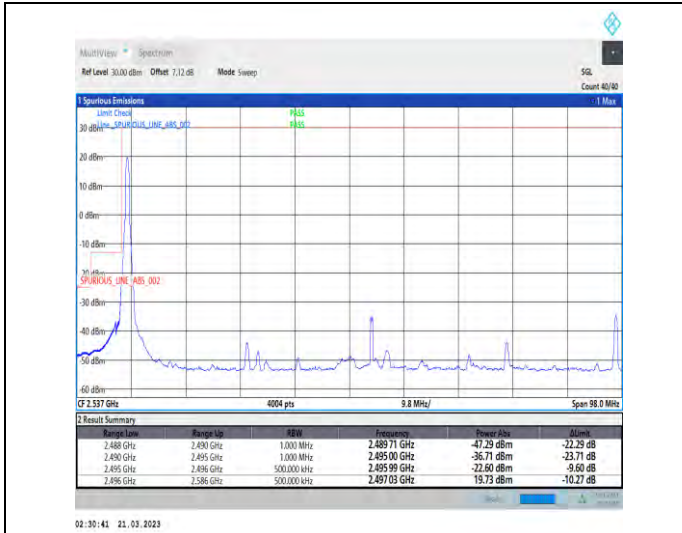 MultiView Spectrum
Ref Level 30.00 dBm Offset 7.12 dB Mode Sweep SGL
Count 40/40
1 Spurious Emissions 1 Max
Limit Check PASS
30 dBm Line _SPURIOUS_LINE_ABS_002 PASS
20 dBm
10 dBm
0 dBm
-10 dBm
-20 dBm
_SPURIOUS_LINE_ABS_002
-30 dBm
-40 dBm
-50 dBm
-60 dBm
CF 2.537 GHz 4004 pts 9.8 MHz/ Span 98.0 MHz
2 Result Summary
Range Low Range Up RBW Frequency Power Abs ΔLimit
2.488 GHz 2.490 GHz 1.000 MHz 2.489 71 GHz -47.29 dBm -22.29 dB
2.490 GHz 2.495 GHz 1.000 MHz 2.495 00 GHz -36.71 dBm -23.71 dB
2.495 GHz 2.496 GHz 500.000 kHz 2.495 99 GHz -22.60 dBm -9.60 dB
2.496 GHz 2.586 GHz 500.000 kHz 2.497 03 GHz 19.73 dBm -10.27 dB
02:30:41 21.03.2023